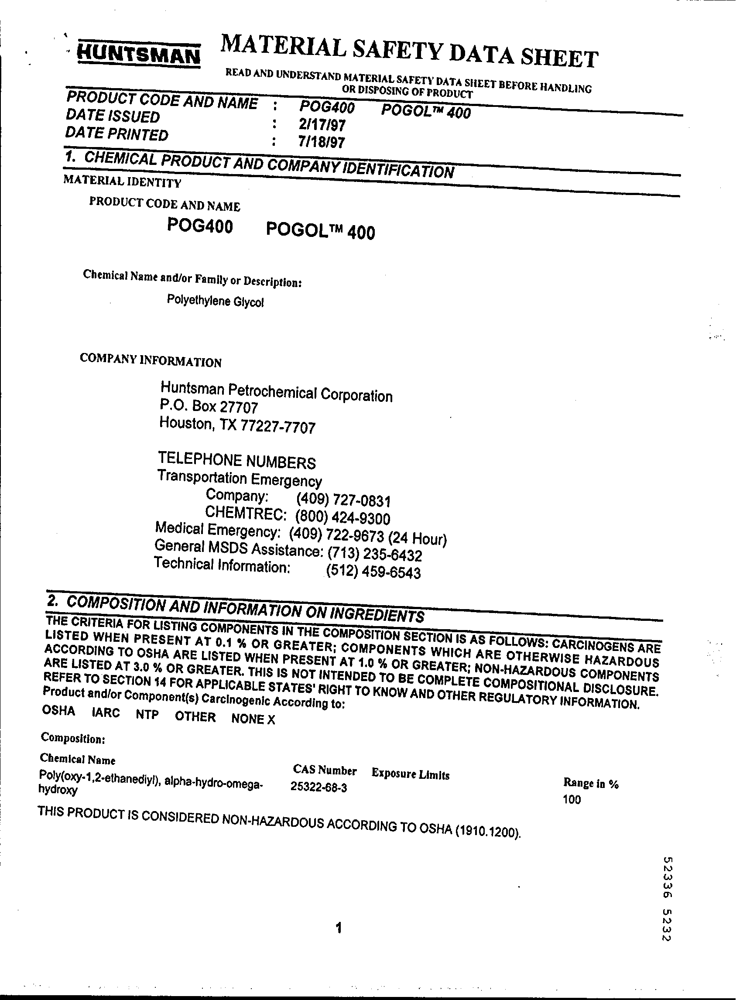 HUNTSMAN
MATERIAL SAFETY DATA SHEET
READ AND UNDERSTAND MATERIAL SAFETY DATA SHEET BEFORE HANDLING
OR DISPOSING OF PRODUCT
PRODUCT CODE AND NAME : POG400 POGOL™ 400
DATE ISSUED : 2/17/97
DATE PRINTED : 7/18/97
1. CHEMICAL PRODUCT AND COMPANY IDENTIFICATION
MATERIAL IDENTITY
PRODUCT CODE AND NAME
POG400 POGOL™ 400
Chemical Name and/or Family or Description:
Polyethylene Glycol
COMPANY INFORMATION
Huntsman Petrochemical Corporation
P.O. Box 27707
Houston, TX 77227-7707
TELEPHONE NUMBERS
Transportation Emergency
Company: (409) 727-0831
CHEMTREC: (800) 424-9300
Medical Emergency: (409) 722-9673 (24 Hour)
General MSDS Assistance: (713) 235-6432
Technical Information: (512) 459-6543
2. COMPOSITION AND INFORMATION ON INGREDIENTS
THE CRITERIA FOR LISTING COMPONENTS IN THE COMPOSITION SECTION IS AS FOLLOWS: CARCINOGENS ARE
LISTED WHEN PRESENT AT 0.1 % OR GREATER; COMPONENTS WHICH ARE OTHERWISE HAZARDOUS
ACCORDING TO OSHA ARE LISTED WHEN PRESENT AT 1.0 % OR GREATER; NON-HAZARDOUS COMPONENTS
ARE LISTED AT 3.0 % OR GREATER. THIS IS NOT INTENDED TO BE COMPLETE COMPOSITIONAL DISCLOSURE.
REFER TO SECTION 14 FOR APPLICABLE STATES' RIGHT TO KNOW AND OTHER REGULATORY INFORMATION.
Product and/or Component(s) Carcinogenic According to:
OSHA IARC NTP OTHER NONE X
Composition:
Chemical Name CAS Number Exposure Limits Range in %
Poly(oxy-1,2-ethanediyl), alpha-hydro-omega- 25322-68-3 100
hydroxy
THIS PRODUCT IS CONSIDERED NON-HAZARDOUS ACCORDING TO OSHA (1910.1200).
52336 5232
1